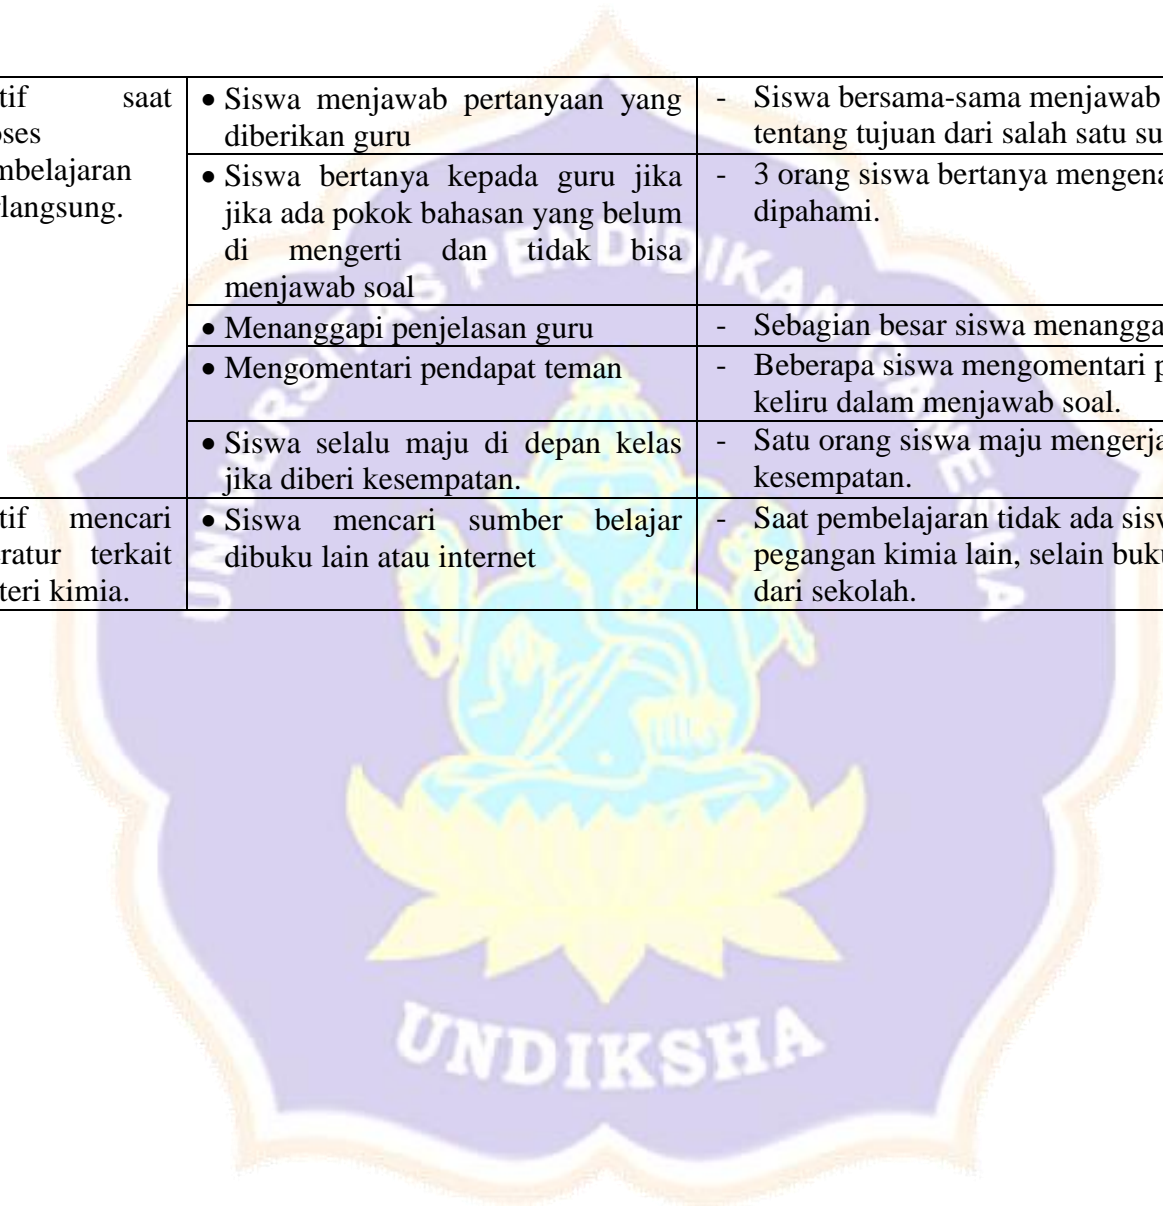 tif saat
oses
mbelajaran
rlangsung.
• Siswa menjawab pertanyaan yang
diberikan guru
- Siswa bersama-sama menjawab
tentang tujuan dari salah satu su
• Siswa bertanya kepada guru jika
jika ada pokok bahasan yang belum
di mengerti dan tidak bisa
menjawab soal
- 3 orang siswa bertanya mengena
dipahami.
• Menanggapi penjelasan guru
- Sebagian besar siswa menangga
• Mengomentari pendapat teman
- Beberapa siswa mengomentari p
keliru dalam menjawab soal.
• Siswa selalu maju di depan kelas
jika diberi kesempatan.
- Satu orang siswa maju mengerja
kesempatan.
tif mencari
ratur terkait
teri kimia.
• Siswa mencari sumber belajar
dibuku lain atau internet
- Saat pembelajaran tidak ada sisw
pegangan kimia lain, selain buku
dari sekolah.
UNIVERSITAS PENDIDIKAN GANESHA
UNDIKSHA